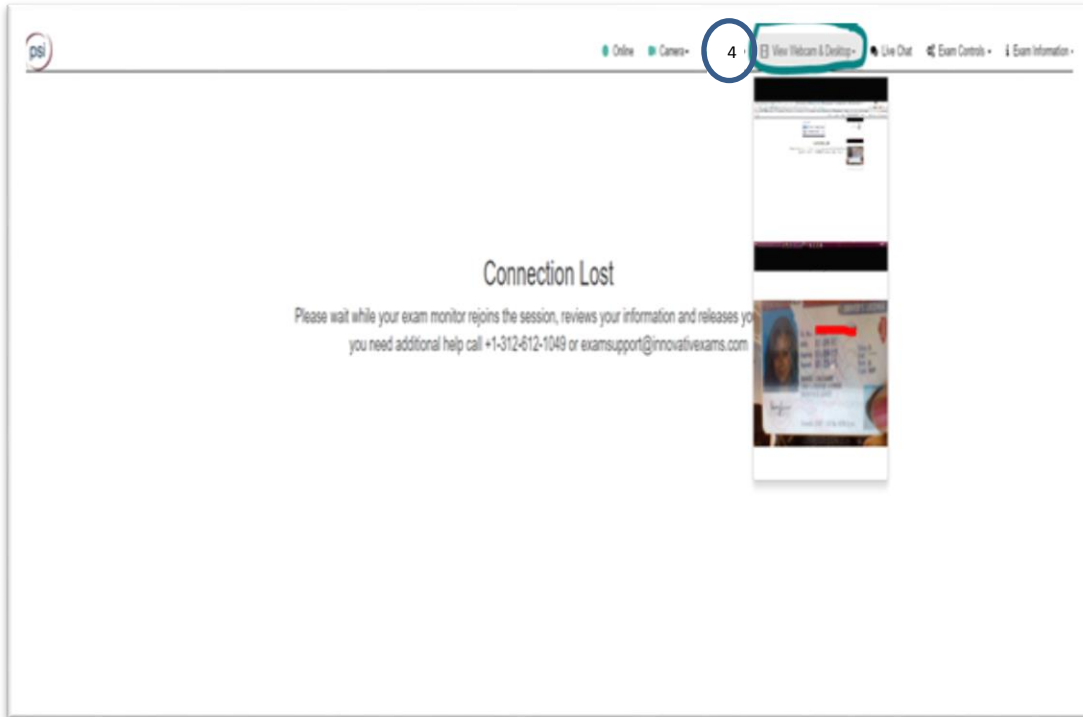 psi
Online Camera 4 View Webcam & Desktop Live Chat Exam Controls Exam Information
Connection Lost
Please wait while your exam monitor rejoins the session, reviews your information and releases yo
you need additional help call +1-312-612-1049 or examsupport@innovativexams.com